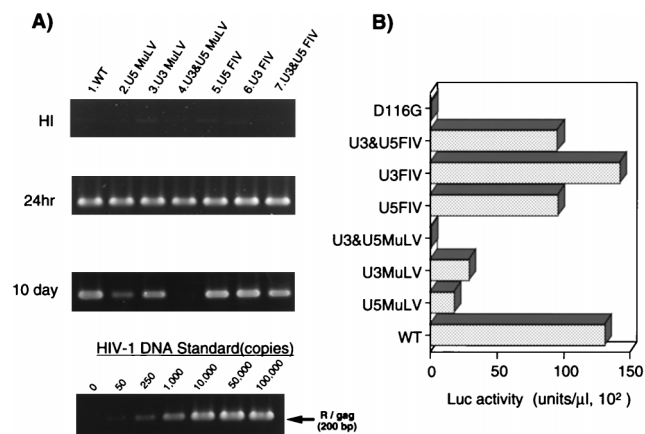 A)
1.WT
2.U5 MuLV
3.U3 MuLV
4.U3&U5 MuLV
5.U5 FIV
6.U3 FIV
7.U3&U5 FIV
HI
24hr
10 day
HIV-1 DNA Standard(copies)
0
50
250
1,000
10,000
50,000
100,000
R / gag
(200 bp)
B)
D116G
U3&U5FIV
U3FIV
U5FIV
U3&U5MuLV
U3MuLV
U5MuLV
WT
0 50 100 150
Luc activity (units/µl, 10²)